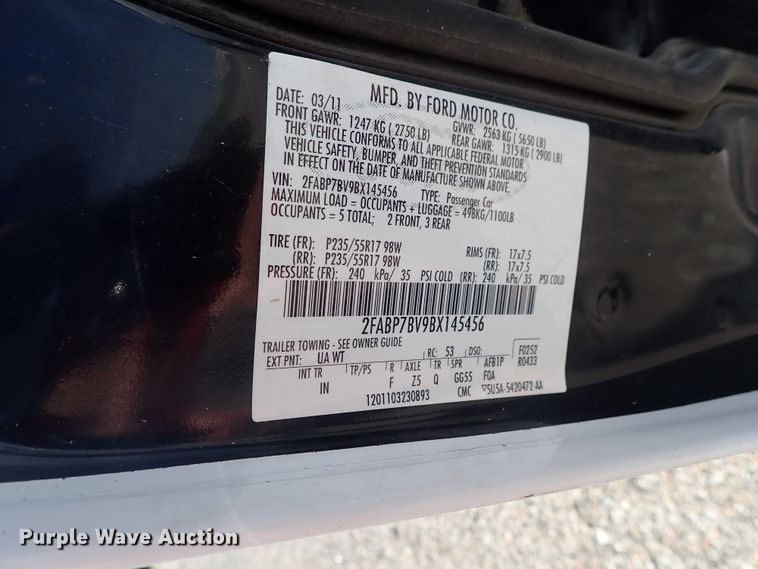 MFD. BY FORD MOTOR CO.
DATE: 03/11 GVWR: 2563 KG (5650 LB)
FRONT GAWR: 1247 KG (2750 LB) REAR GAWR: 1315 KG (2900 LB)
THIS VEHICLE CONFORMS TO ALL APPLICABLE FEDERAL MOTOR
VEHICLE SAFETY, BUMPER, AND THEFT PREVENTION STANDARDS
IN EFFECT ON THE DATE OF MANUFACTURE SHOWN ABOVE.
VIN: 2FABP7BV9BX145456 TYPE: Passenger Car
MAXIMUM LOAD = OCCUPANTS + LUGGAGE = 498KG/1100LB
OCCUPANTS = 5 TOTAL; 2 FRONT, 3 REAR
TIRE (FR): P235/55R17 98W RIMS (FR): 17x7.5
(RR): P235/55R17 98W (RR): 17x7.5
PRESSURE (FR): 240 kPa/ 35 PSI COLD (RR): 240 kPa/ 35 PSI COLD
2FABP7BV9BX145456
TRAILER TOWING - SEE OWNER GUIDE
EXT PNT: UA WT RC: 53 DSO: F0252
INT TR TP/PS R AXLE TR SPR AFB1P R0433
IN F Z5 Q GG55 FOA
1201103230893 CMC 5U5A-5420472-AA
Purple Wave Auction